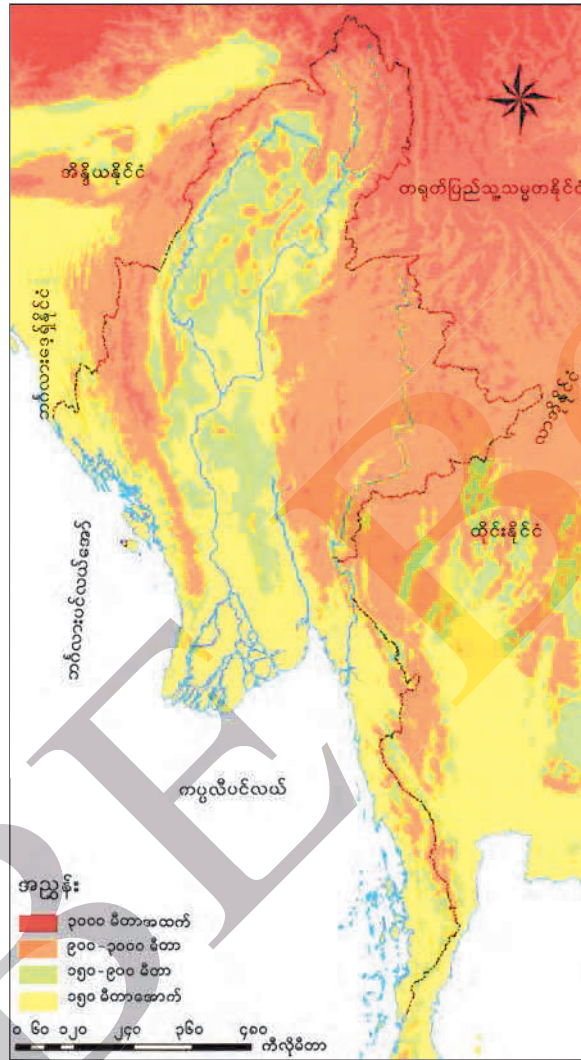 အိန္ဒိယနိုင်ငံ
တရုတ်ပြည်သူ့သမ္မတနိုင်ငံ
ဘင်္ဂလားဒေ့ရှ်နိုင်ငံ
လာအိုနိုင်ငံ
ထိုင်းနိုင်ငံ
ဘင်္ဂလားပင်လယ်အော်
ကပ္ပလီပင်လယ်
အညွှန်း
၃၀၀၀ မီတာအထက်
၉၀၀-၃၀၀၀ မီတာ
၁၅၀-၉၀၀ မီတာ
၁၅၀ မီတာအောက်
၀ ၆၀ ၁၂၀ ၂၄၀ ၃၆၀ ၄၈၀
ကီလိုမီတာ